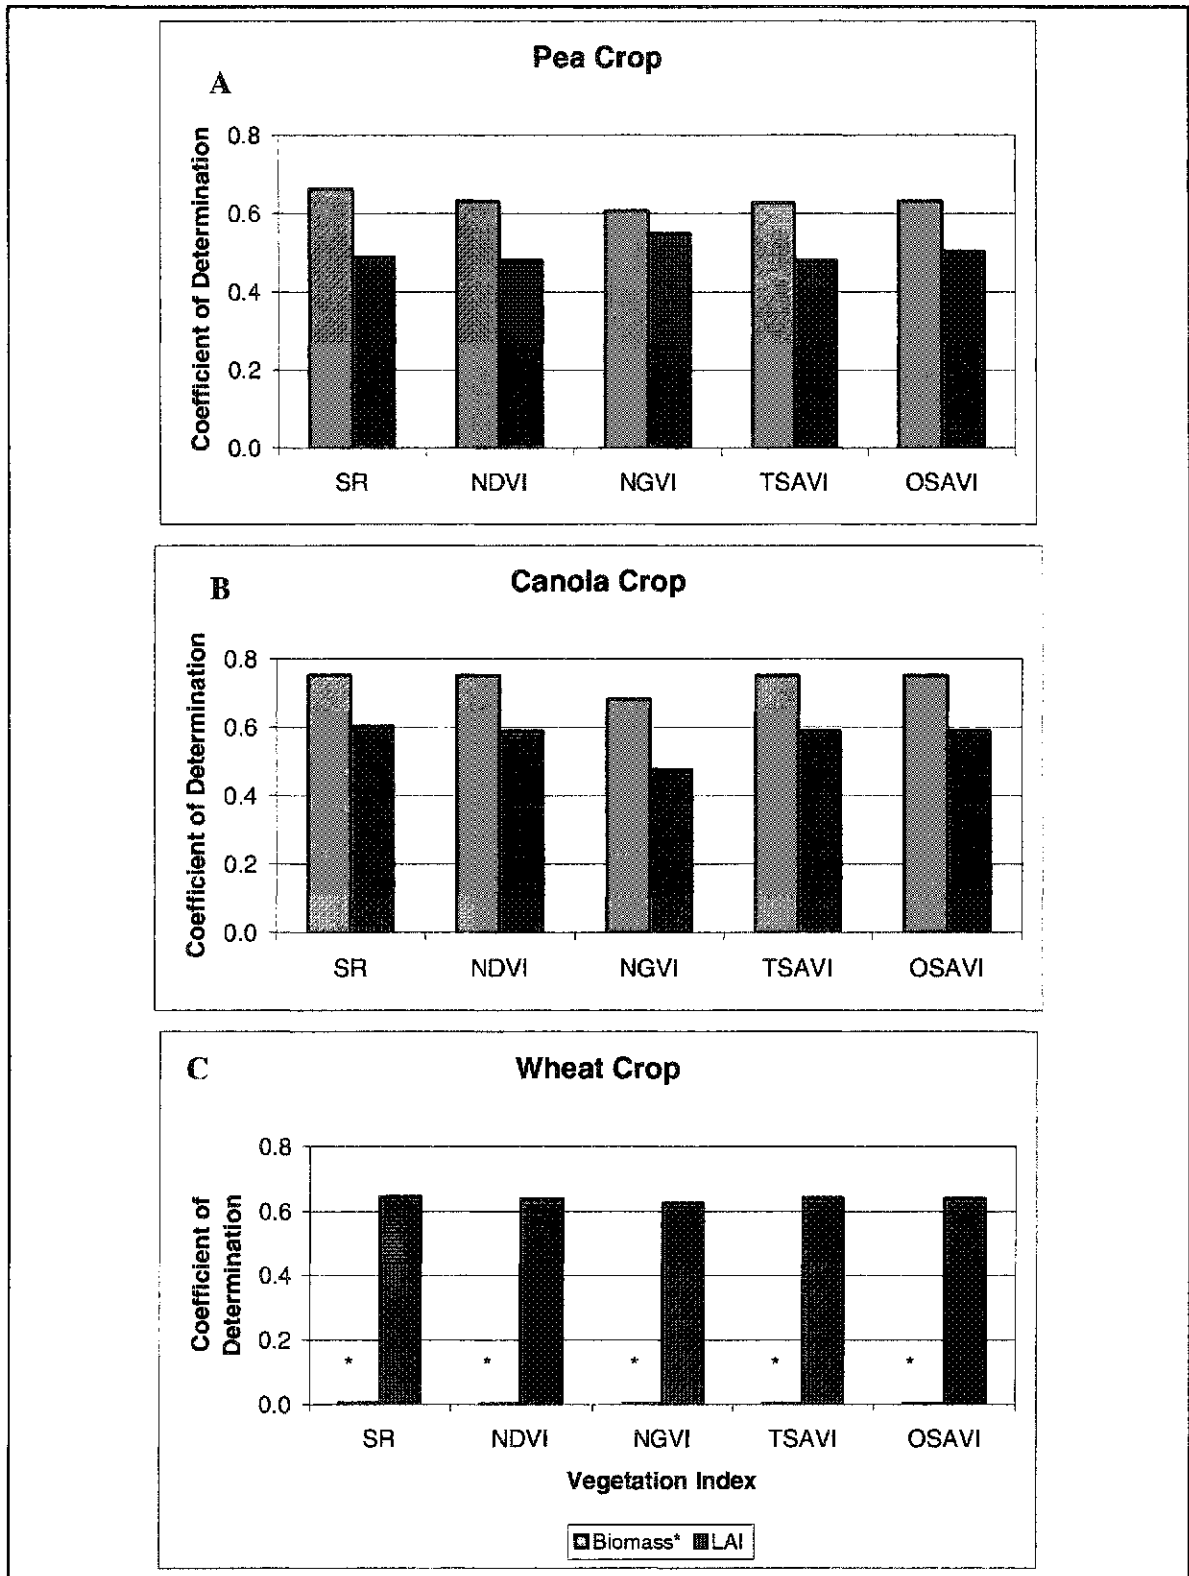 Pea Crop
A
Coefficient of Determination
0.8
0.6
0.4
0.2
0.0
SR NDVI NGVI TSAVI OSAVI
Canola Crop
B
Coefficient of Determination
0.8
0.6
0.4
0.2
0.0
SR NDVI NGVI TSAVI OSAVI
C
Wheat Crop
Coefficient of
Determination
0.8
0.6
0.4
0.2
* * * * *
0.0
SR NDVI NGVI TSAVI OSAVI
Vegetation Index
Biomass* LAI